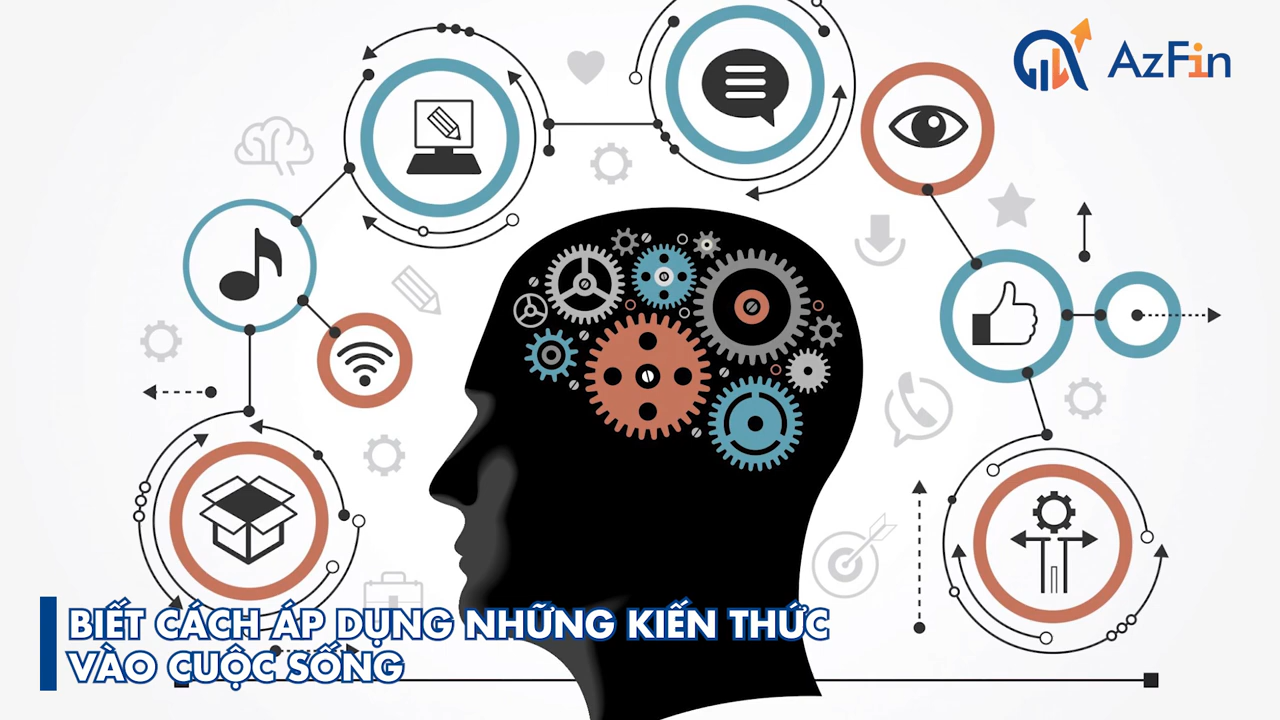 AzFin
BIẾT CÁCH ÁP DỤNG NHỮNG KIẾN THỨC
VÀO CUỘC SỐNG